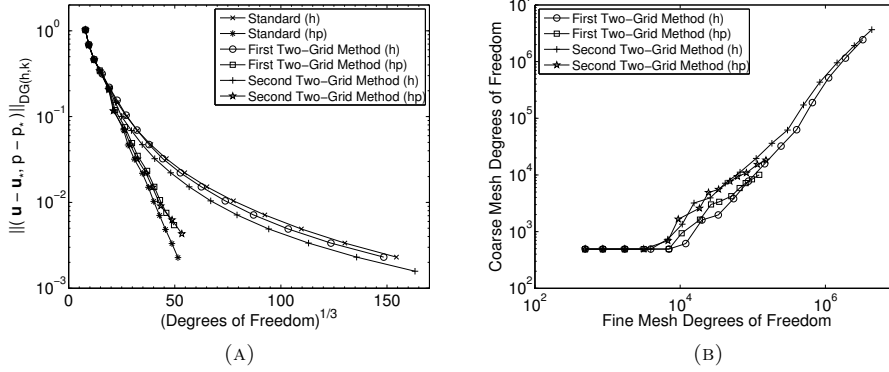 10^0
10^{-1}
10^{-2}
10^{-3}
||( u − u_*, p − p_* )||_{DG(h,k)}
0 50 100 150
(Degrees of Freedom)^{1/3}
Standard (h)
Standard (hp)
First Two−Grid Method (h)
First Two−Grid Method (hp)
Second Two−Grid Method (h)
Second Two−Grid Method (hp)
(A)
10^7
10^6
10^5
10^4
10^3
10^2
Coarse Mesh Degrees of Freedom
10^2 10^4 10^6
Fine Mesh Degrees of Freedom
First Two−Grid Method (h)
First Two−Grid Method (hp)
Second Two−Grid Method (h)
Second Two−Grid Method (hp)
(B)